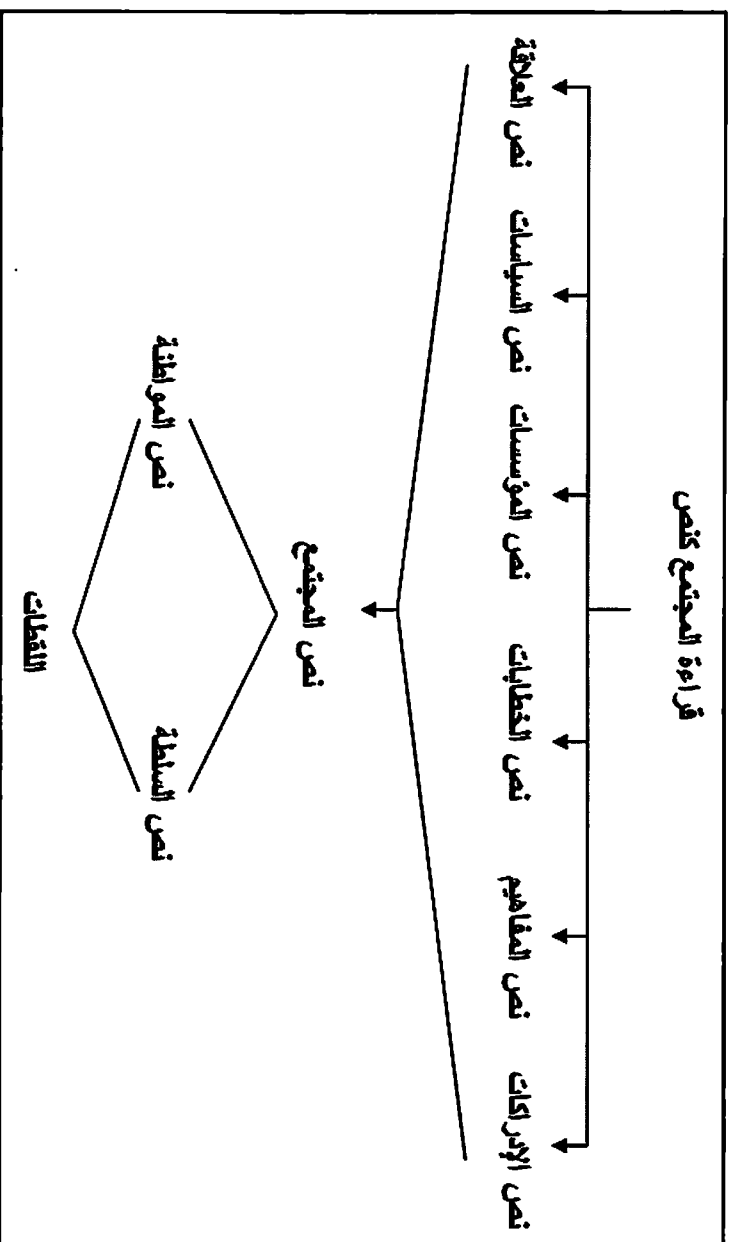 قراءة المجتمع كنص
نص الإدراكات نص المفاهيم نص الخطابات نص المؤسسات نص السياسات نص العلاقة
نص المجتمع
نص السلطة نص المواطنة
اللقطات